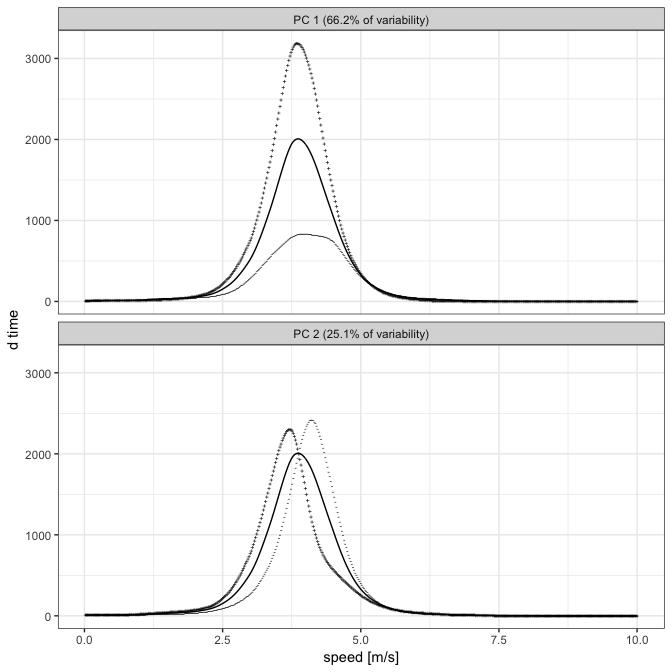 PC 1 (66.2% of variability)
3000
2000
1000
0
d time
PC 2 (25.1% of variability)
3000
2000
1000
0
0.0 2.5 5.0 7.5 10.0
speed [m/s]